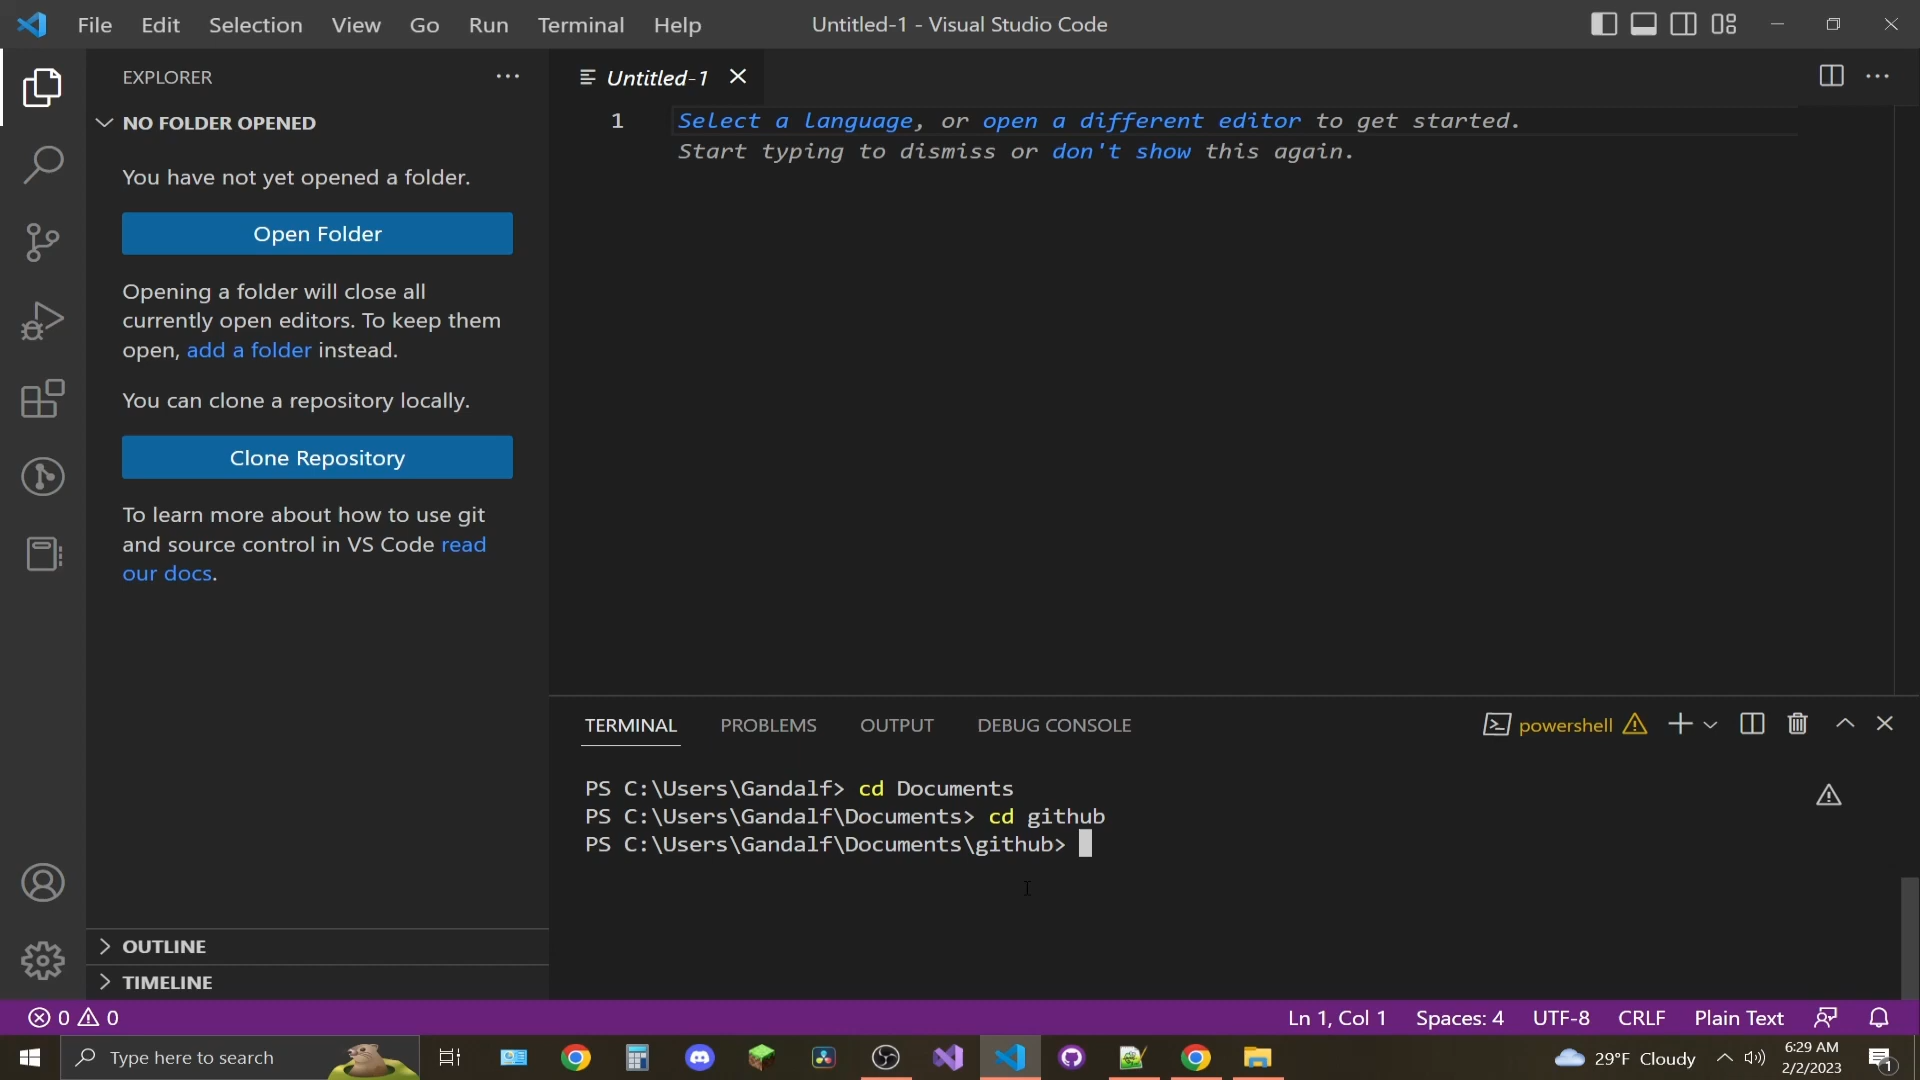 File Edit Selection View Go Run Terminal Help
Untitled-1 - Visual Studio Code
EXPLORER
NO FOLDER OPENED
You have not yet opened a folder.
Open Folder
Opening a folder will close all
currently open editors. To keep them
open, add a folder instead.
You can clone a repository locally.
Clone Repository
To learn more about how to use git
and source control in VS Code read
our docs.
OUTLINE
TIMELINE
Untitled-1
1 Select a language, or open a different editor to get started.
Start typing to dismiss or don't show this again.
TERMINAL PROBLEMS OUTPUT DEBUG CONSOLE
powershell
PS C:\Users\Gandalf> cd Documents
PS C:\Users\Gandalf\Documents> cd github
PS C:\Users\Gandalf\Documents\github>
0 0
Ln 1, Col 1 Spaces: 4 UTF-8 CRLF Plain Text
Type here to search
29°F Cloudy
6:29 AM
2/2/2023
1